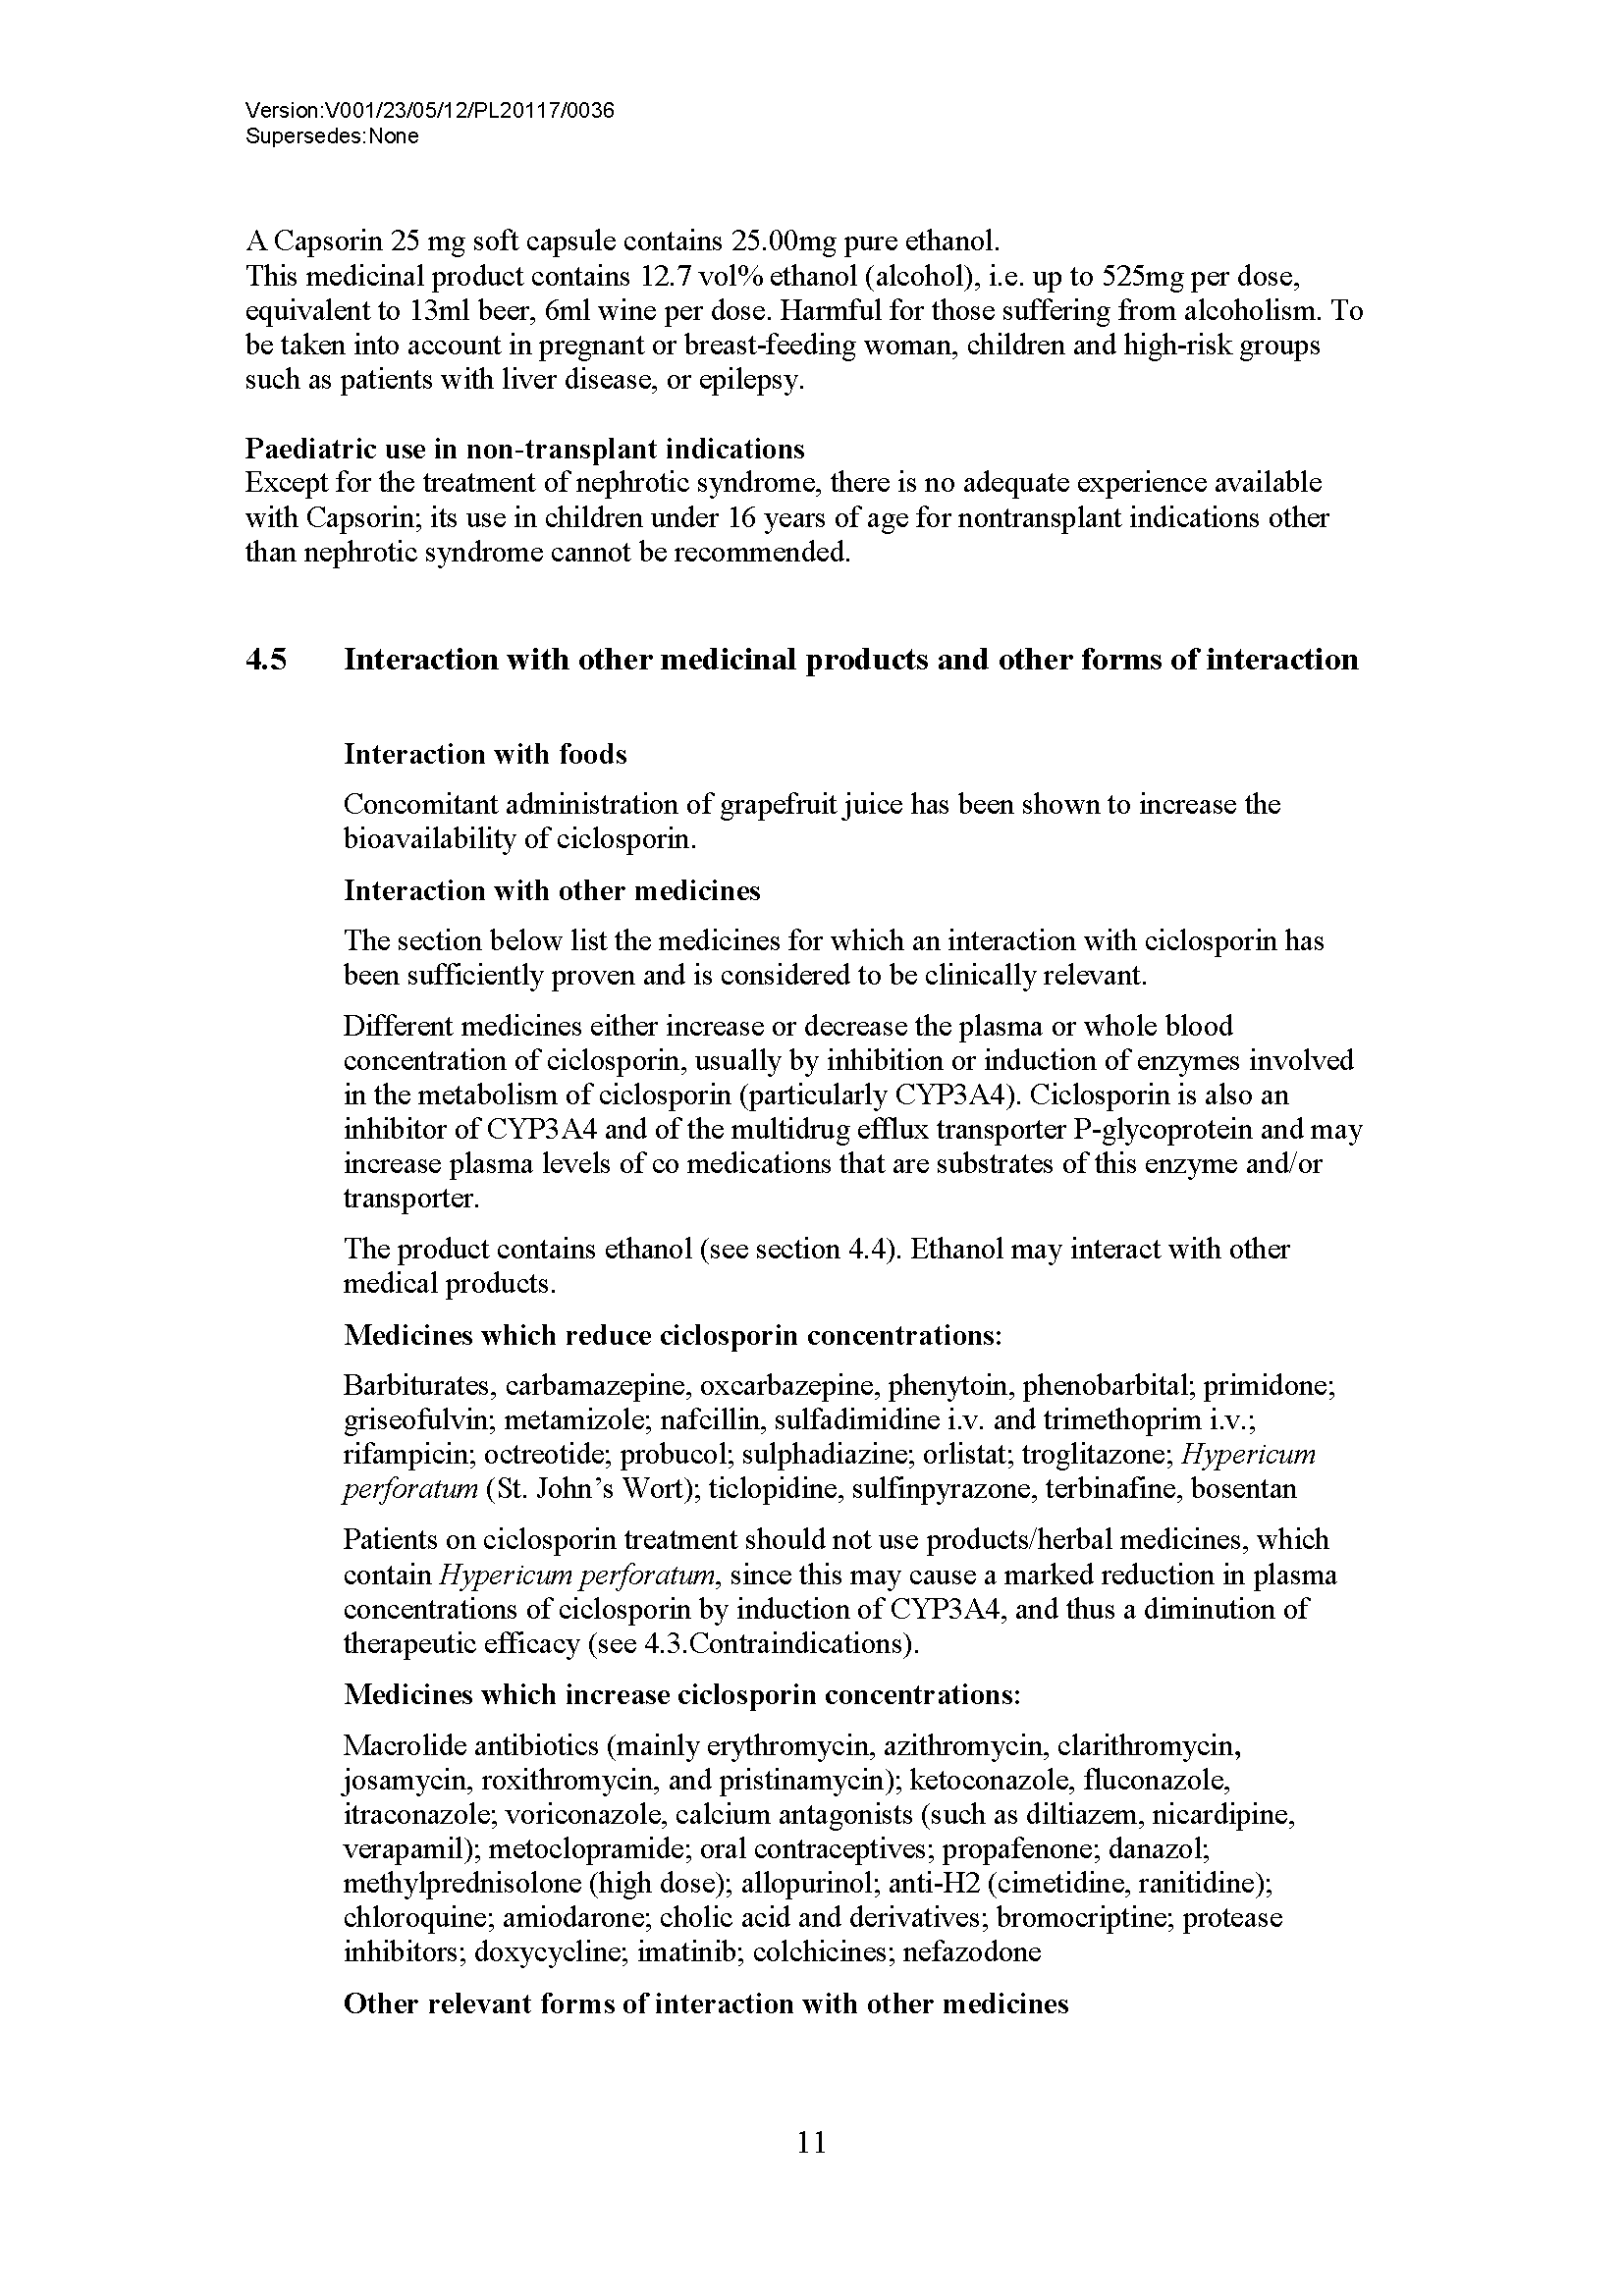 Version:V001/23/05/12/PL20117/0036
Supersedes:None
A Capsorin 25 mg soft capsule contains 25.00mg pure ethanol.
This medicinal product contains 12.7 vol% ethanol (alcohol), i.e. up to 525mg per dose,
equivalent to 13ml beer, 6ml wine per dose. Harmful for those suffering from alcoholism. To
be taken into account in pregnant or breast-feeding woman, children and high-risk groups
such as patients with liver disease, or epilepsy.
Paediatric use in non-transplant indications
Except for the treatment of nephrotic syndrome, there is no adequate experience available
with Capsorin; its use in children under 16 years of age for nontransplant indications other
than nephrotic syndrome cannot be recommended.
4.5 Interaction with other medicinal products and other forms of interaction
Interaction with foods
Concomitant administration of grapefruit juice has been shown to increase the
bioavailability of ciclosporin.
Interaction with other medicines
The section below list the medicines for which an interaction with ciclosporin has
been sufficiently proven and is considered to be clinically relevant.
Different medicines either increase or decrease the plasma or whole blood
concentration of ciclosporin, usually by inhibition or induction of enzymes involved
in the metabolism of ciclosporin (particularly CYP3A4). Ciclosporin is also an
inhibitor of CYP3A4 and of the multidrug efflux transporter P-glycoprotein and may
increase plasma levels of co medications that are substrates of this enzyme and/or
transporter.
The product contains ethanol (see section 4.4). Ethanol may interact with other
medical products.
Medicines which reduce ciclosporin concentrations:
Barbiturates, carbamazepine, oxcarbazepine, phenytoin, phenobarbital; primidone;
griseofulvin; metamizole; nafcillin, sulfadimidine i.v. and trimethoprim i.v.;
rifampicin; octreotide; probucol; sulphadiazine; orlistat; troglitazone; Hypericum
perforatum (St. John’s Wort); ticlopidine, sulfinpyrazone, terbinafine, bosentan
Patients on ciclosporin treatment should not use products/herbal medicines, which
contain Hypericum perforatum, since this may cause a marked reduction in plasma
concentrations of ciclosporin by induction of CYP3A4, and thus a diminution of
therapeutic efficacy (see 4.3.Contraindications).
Medicines which increase ciclosporin concentrations:
Macrolide antibiotics (mainly erythromycin, azithromycin, clarithromycin,
josamycin, roxithromycin, and pristinamycin); ketoconazole, fluconazole,
itraconazole; voriconazole, calcium antagonists (such as diltiazem, nicardipine,
verapamil); metoclopramide; oral contraceptives; propafenone; danazol;
methylprednisolone (high dose); allopurinol; anti-H2 (cimetidine, ranitidine);
chloroquine; amiodarone; cholic acid and derivatives; bromocriptine; protease
inhibitors; doxycycline; imatinib; colchicines; nefazodone
Other relevant forms of interaction with other medicines
11